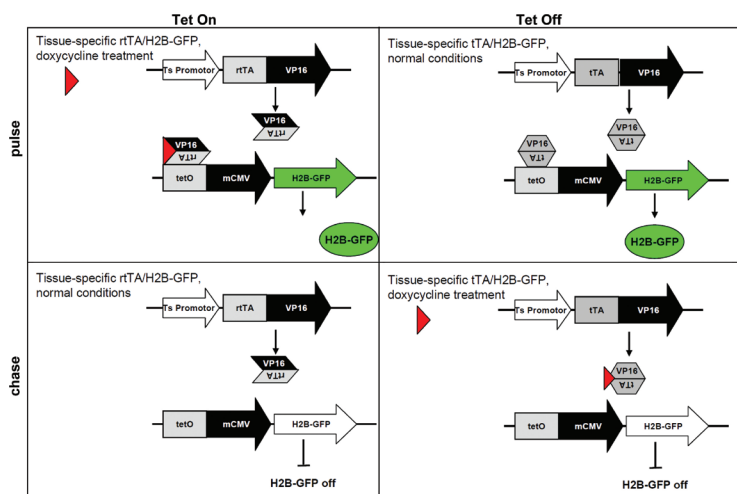 Tet On
Tet Off
pulse
Tissue-specific rtTA/H2B-GFP,
doxycycline treatment
Ts Promotor
rtTA
VP16
VP16
rtTA
VP16
rtTA
tetO
mCMV
H2B-GFP
H2B-GFP
Tissue-specific tTA/H2B-GFP,
normal conditions
Ts Promotor
tTA
VP16
VP16
tTA
VP16
tTA
tetO
mCMV
H2B-GFP
H2B-GFP
chase
Tissue-specific rtTA/H2B-GFP,
normal conditions
Ts Promotor
rtTA
VP16
VP16
rtTA
tetO
mCMV
H2B-GFP
H2B-GFP off
Tissue-specific tTA/H2B-GFP,
doxycycline treatment
Ts Promotor
tTA
VP16
VP16
tTA
tetO
mCMV
H2B-GFP
H2B-GFP off